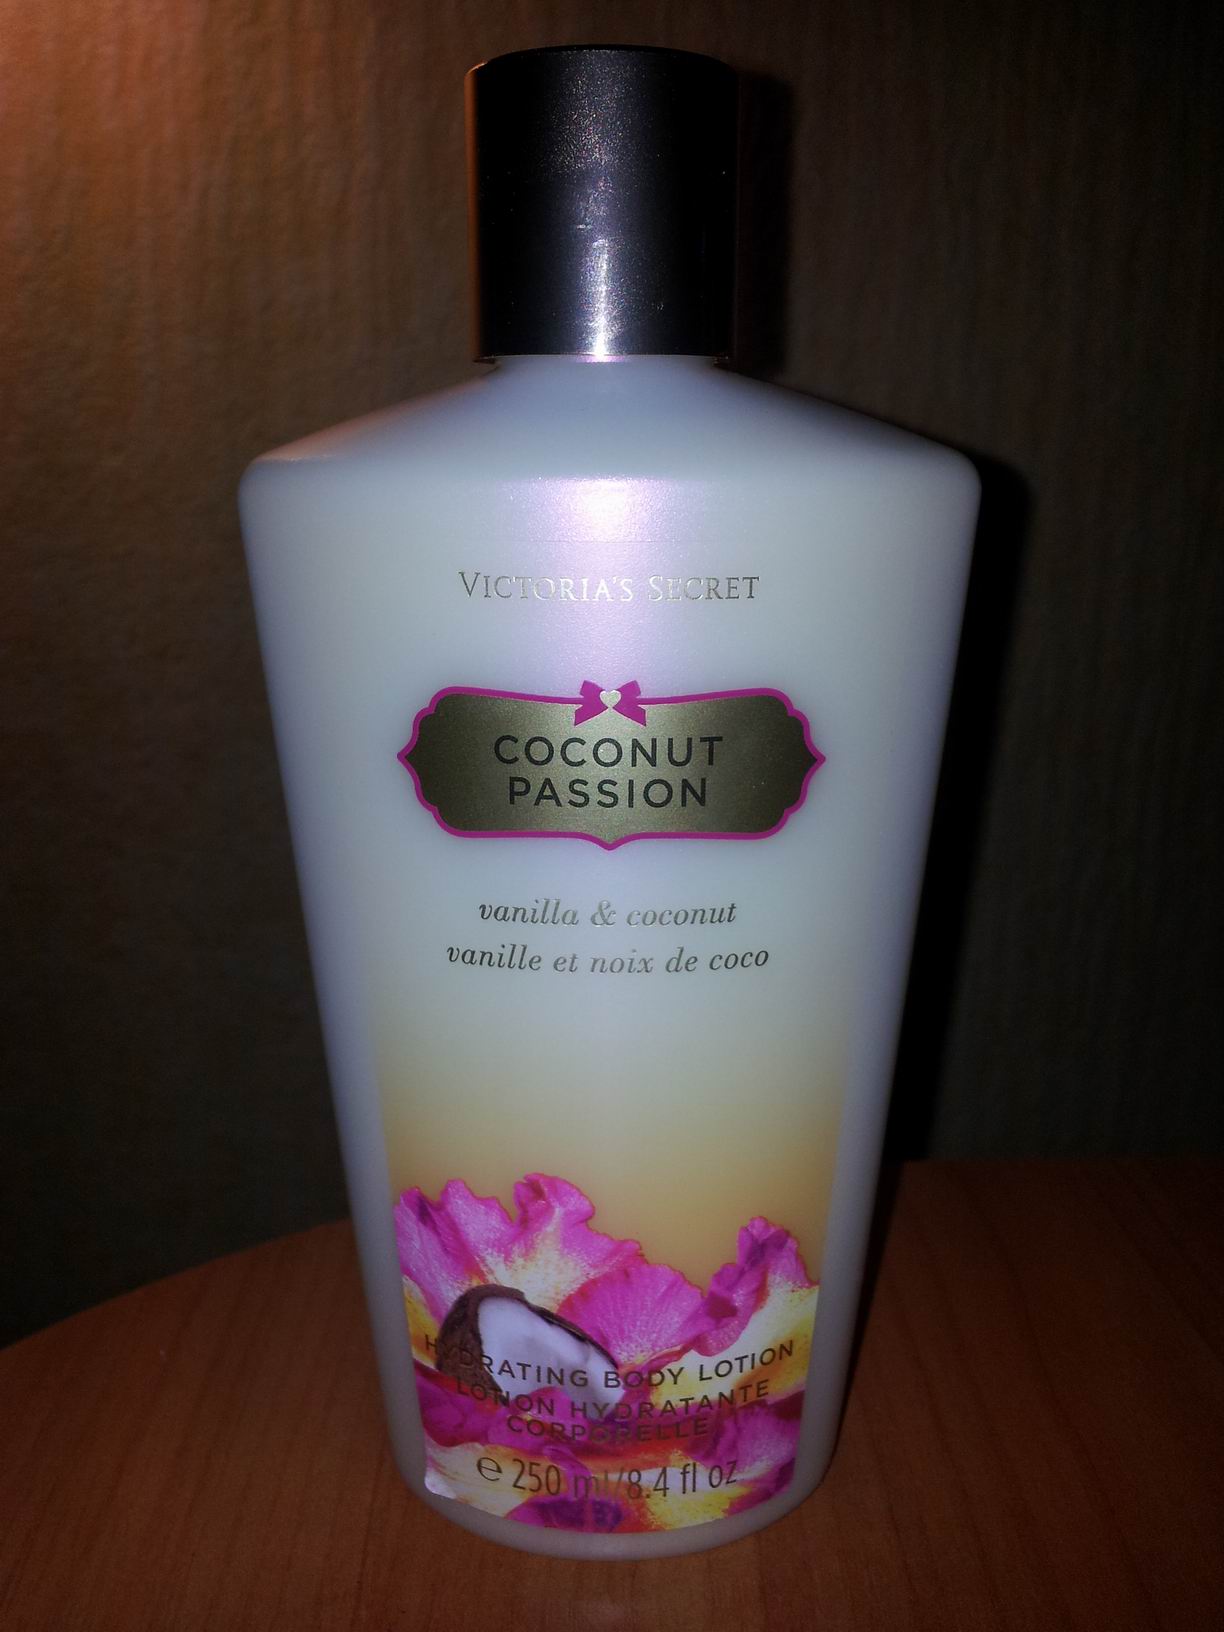 VICTORIA'S SECRET
COCONUT
PASSION
vanilla & coconut
vanille et noix de coco
HYDRATING BODY LOTION
LOTION HYDRATANTE
CORPORELLE
℮ 250 ml/8.4 fl oz